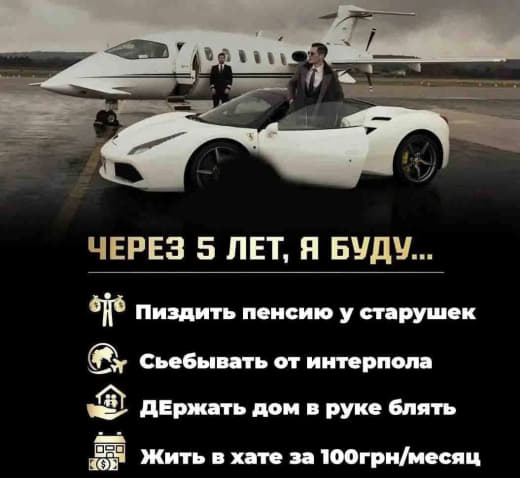 ЧЕРЕЗ 5 ЛЕТ, Я БУДУ...
Пиздить пенсию у старушек
Сьебывать от интерпола
ДЕржать дом в руке блять
Жить в хате за 100грн/месяц